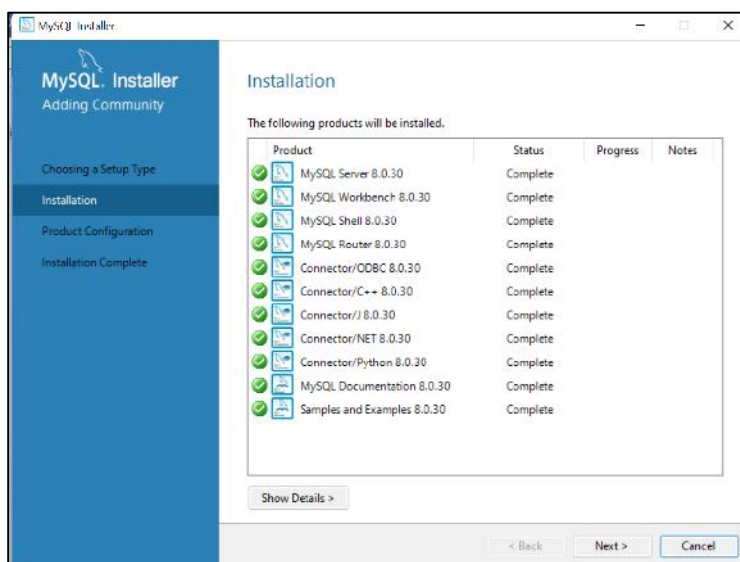 MySQL Installer
MySQL. Installer
Adding Community
Choosing a Setup Type
Installation
Product Configuration
Installation Complete
Installation
The following products will be installed.
Product Status Progress Notes
MySQL Server 8.0.30 Complete
MySQL Workbench 8.0.30 Complete
MySQL Shell 8.0.30 Complete
MySQL Router 8.0.30 Complete
Connector/ODBC 8.0.30 Complete
Connector/C++ 8.0.30 Complete
Connector/J 8.0.30 Complete
Connector/NET 8.0.30 Complete
Connector/Python 8.0.30 Complete
MySQL Documentation 8.0.30 Complete
Samples and Examples 8.0.30 Complete
Show Details >
< Back Next > Cancel